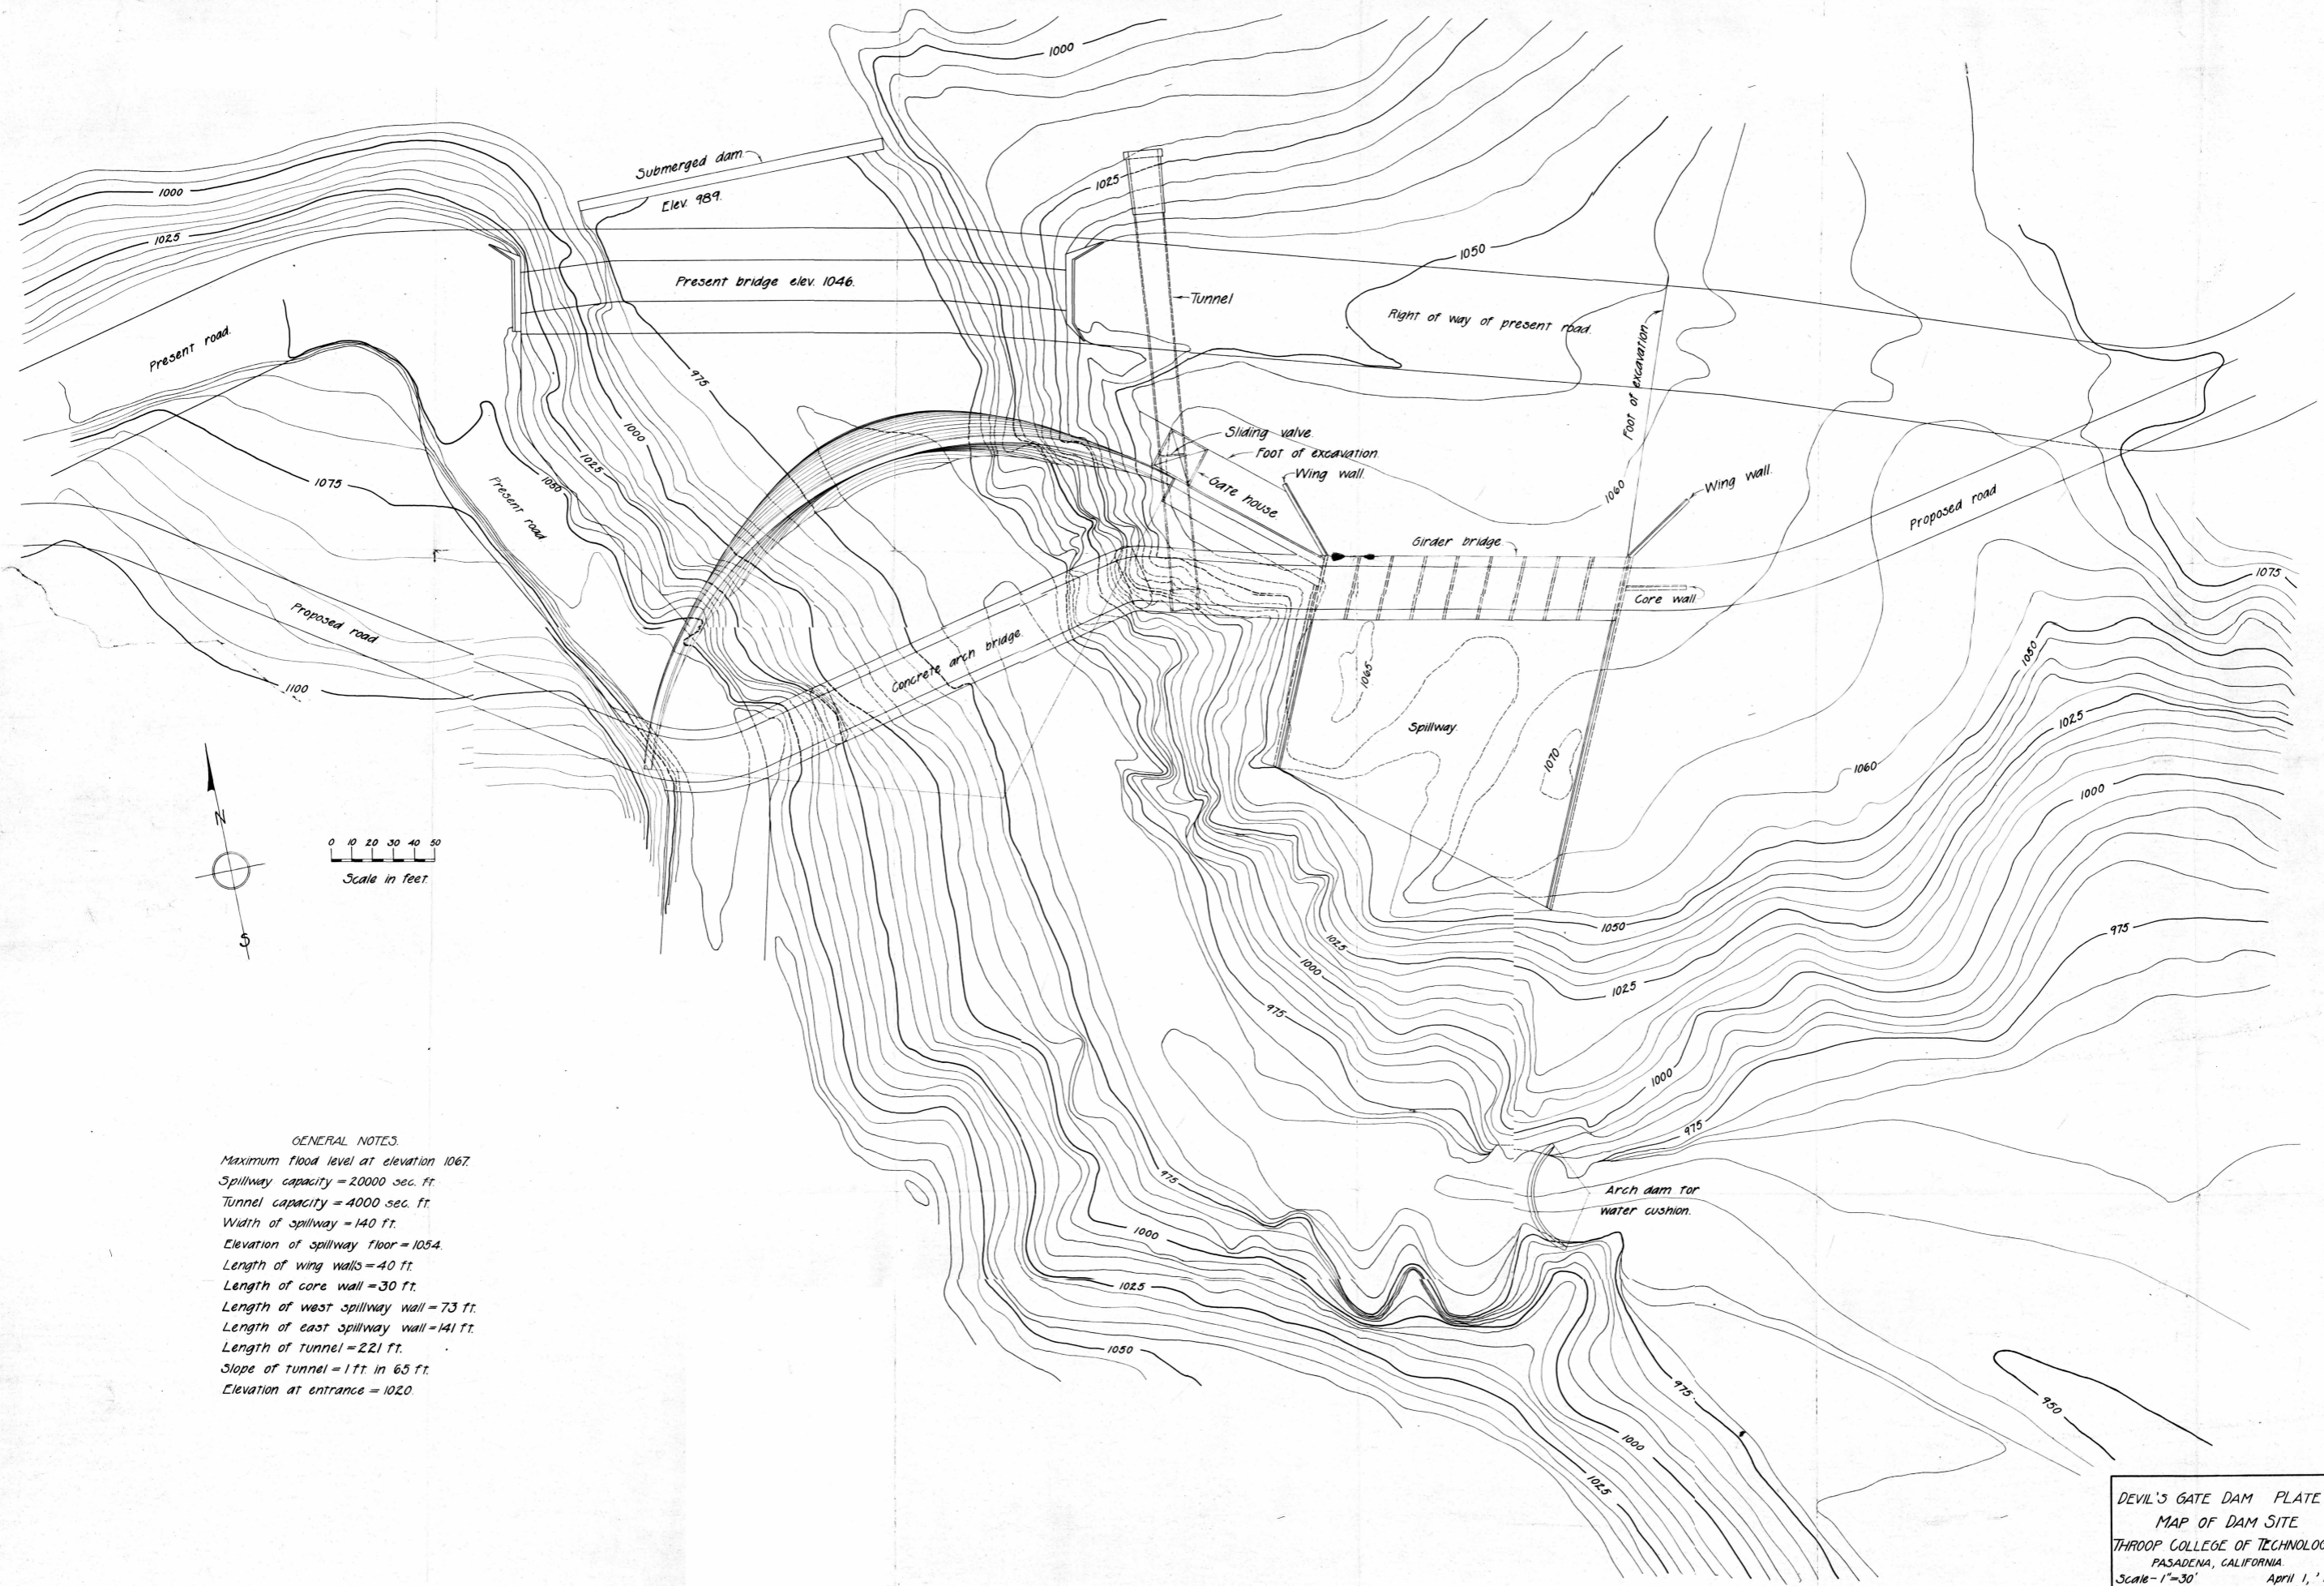 1000
Submerged dam
Elev. 989.
1000
1025
1025
Present bridge elev. 1046.
Tunnel
1050
Right of way of present road.
Present road.
Foot of excavation
975
1000
1025
1050
Sliding valve.
Foot of excavation.
Wing wall.
Gate house.
1075
Present road
1060
Wing wall.
Proposed road
Girder bridge
Core wall
1075
Proposed road
1100
Concrete arch bridge.
1065
Spillway.
1070
1050
1025
1060
1000
N
S
0 10 20 30 40 50
Scale in feet.
1025
1000
975
1050
1025
975
1000
975
975
Arch dam for
water cushion.
1000
1025
1050
975
950
1000
1025
GENERAL NOTES.
Maximum flood level at elevation 1067.
Spillway capacity = 20000 sec. ft.
Tunnel capacity = 4000 sec. ft.
Width of spillway = 140 ft.
Elevation of spillway floor = 1054.
Length of wing walls = 40 ft.
Length of core wall = 30 ft.
Length of west spillway wall = 73 ft.
Length of east spillway wall = 141 ft.
Length of tunnel = 221 ft.
Slope of tunnel = 1 ft. in 65 ft.
Elevation at entrance = 1020.
DEVIL'S GATE DAM PLATE
MAP OF DAM SITE
THROOP COLLEGE OF TECHNOLOG
PASADENA, CALIFORNIA.
Scale - 1"=30' April 1, '